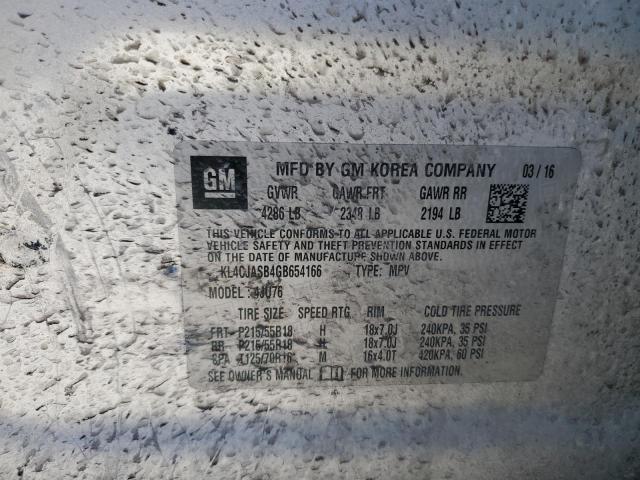 GM
MFD BY GM KOREA COMPANY 03/16
GVWR GAWR FRT GAWR RR
4286 LB 2348 LB 2194 LB
THIS VEHICLE CONFORMS TO ALL APPLICABLE U.S. FEDERAL MOTOR
VEHICLE SAFETY AND THEFT PREVENTION STANDARDS IN EFFECT
ON THE DATE OF MANUFACTURE SHOWN ABOVE.
KL4CJASB4GB654166 TYPE: MPV
MODEL: 4JU76
TIRE SIZE SPEED RTG RIM COLD TIRE PRESSURE
FRT P215/55R18 H 18x7.0J 240KPA, 35 PSI
RR P215/55R18 H 18x7.0J 240KPA, 35 PSI
SPA T125/70R16 M 16x4.0T 420KPA, 60 PSI
SEE OWNER'S MANUAL FOR MORE INFORMATION.